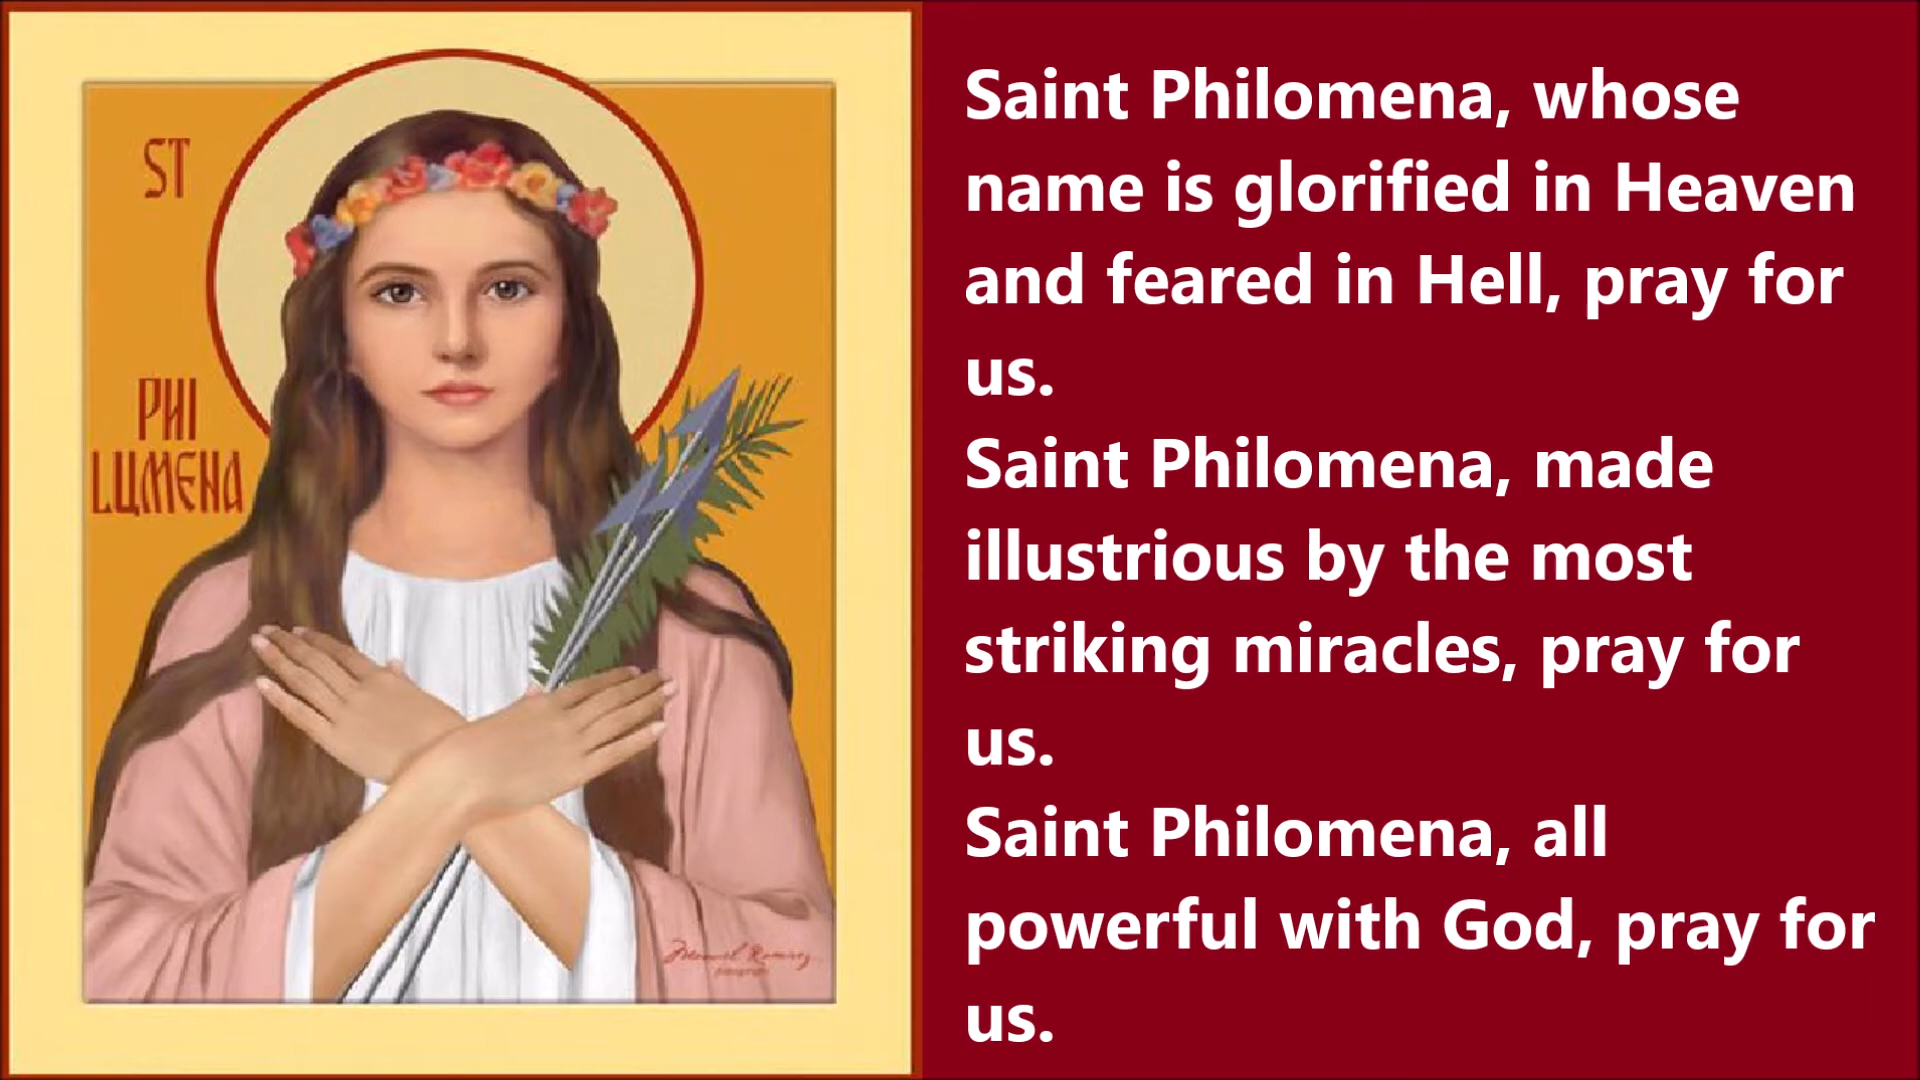 ST
PHI
LUMENA
Saint Philomena, whose
name is glorified in Heaven
and feared in Hell, pray for
us.
Saint Philomena, made
illustrious by the most
striking miracles, pray for
us.
Saint Philomena, all
powerful with God, pray for
us.